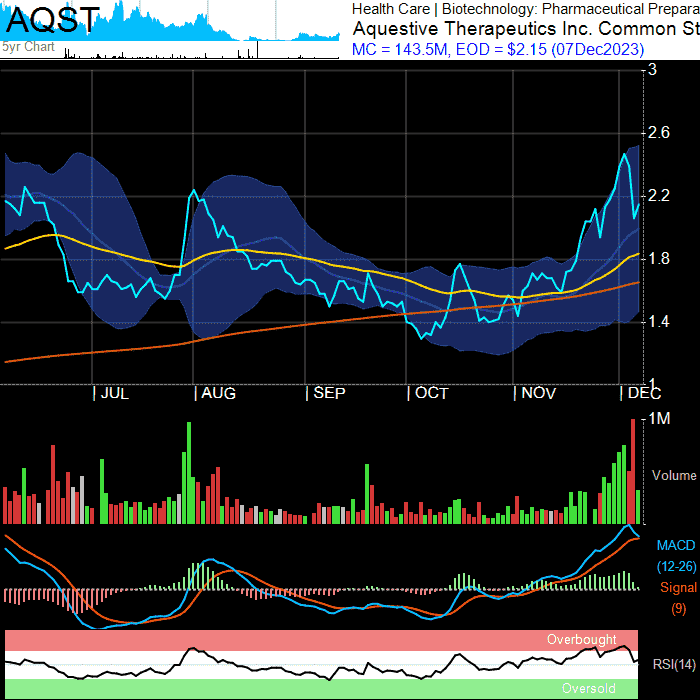 AQST
5yr Chart
Health Care | Biotechnology: Pharmaceutical Prepara
Aquestive Therapeutics Inc. Common St
MC = 143.5M, EOD = $2.15 (07Dec2023)
3
2.6
2.2
1.8
1.4
1
| JUL | AUG | SEP | OCT | NOV | DEC
1M
Volume
MACD
(12-26)
Signal
(9)
Overbought
RSI(14)
Oversold